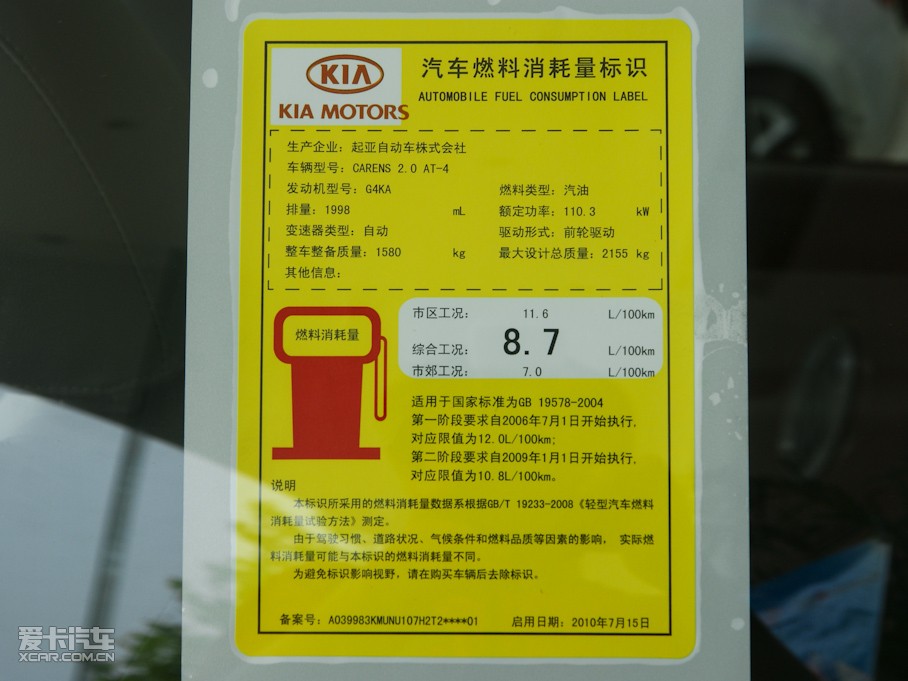 KIA
KIA MOTORS
汽车燃料消耗量标识
AUTOMOBILE FUEL CONSUMPTION LABEL
生产企业：起亚自动车株式会社
车辆型号：CARENS 2.0 AT-4
发动机型号：G4KA 燃料类型：汽油
排量：1998 mL 额定功率：110.3 kW
变速器类型：自动 驱动形式：前轮驱动
整车整备质量：1580 kg 最大设计总质量：2155 kg
其他信息：
燃料消耗量
市区工况： 11.6 L/100km
综合工况： 8.7 L/100km
市郊工况： 7.0 L/100km
适用于国家标准为GB 19578-2004
第一阶段要求自2006年7月1日开始执行，
对应限值为12.0L/100km;
第二阶段要求自2009年1月1日开始执行，
对应限值为10.8L/100km。
说明
本标识所采用的燃料消耗量数据系根据GB/T 19233-2008《轻型汽车燃料
消耗量试验方法》测定。
由于驾驶习惯、道路状况、气候条件和燃料品质等因素的影响， 实际燃
料消耗量可能与本标识的燃料消耗量不同。
为避免标识影响视野，请在购买车辆后去除标识。
备案号：A039983KMUNU107H2T2****01 启用日期：2010年7月15日
爱卡汽车
XCAR.COM.CN